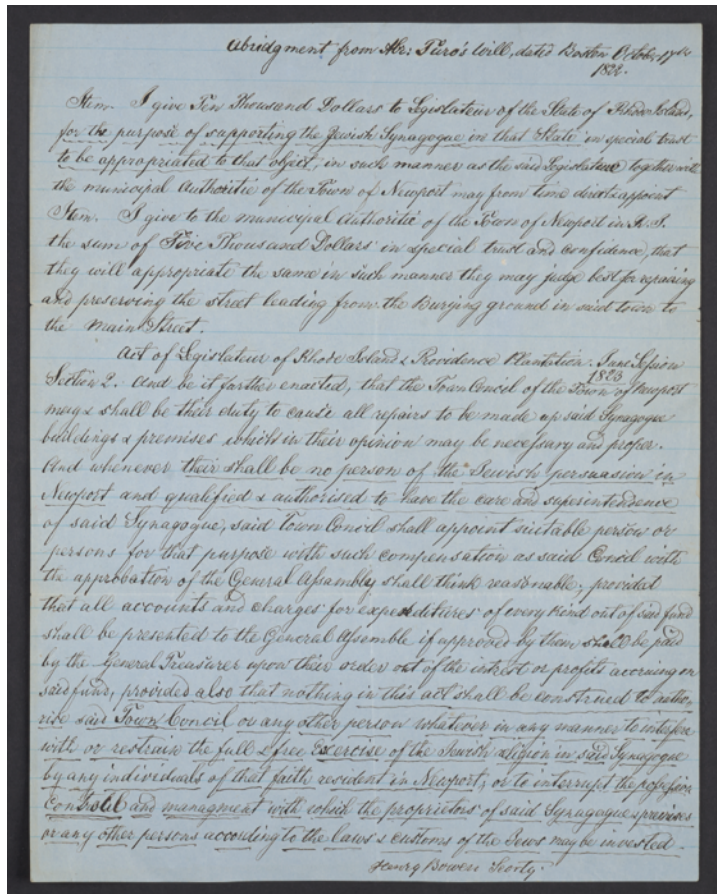 Abridgment from Abr: Turo's Will, dated Boston October 17th
1822.
Item. I give Ten Thousand Dollars to Legislateur of the State of Rhode Island,
for the purpose of supporting the Jewish Synagogue in that State in special trust
to be appropriated to that object, in such manner as the said Legislature together with
the municipal Authoritie of the Town of Newport may from time direct & appoint
Item. I give to the municipal Authoritie of the Town of Newport in R. I.
the sum of Five Thousand Dollars in special trust and confidence, that
they will appropriate the same in such manner they may judge best for repairing
and preserving the street leading from the Burying ground in said town to
the Main Street.
Act of Legislateur of Rhode Island & Providence Plantation. June Session
1823
Section 2. And be it farther enacted, that the Town Concil of the Town of Newport
may & shall be their duty to cause all repairs to be made up said Synagogue
buildings & premises which in their opinion may be necessary and proper.
And whenever their shall be no person of the Jewish persuasion in
Newport and qualified & authorised to have the care and superintendence
of said Synagogue, said Town Concil shall appoint suitable person or
persons for that purpose with such compensation as said Concil with
the approbation of the General Assembly shall think reasonable; provided
that all accounts and charges for expenditures of every kind out of said fund
shall be presented to the General Assemble if approved by them shall be paid
by the General Treasurer upon their order out of the interest or profits accruing on
said fund, provided also that nothing in this act shall be construed to autho,
rise said Town Concil or any other person whatever in any manner to interfere
with or restrain the full & free Exercise of the Jewish religion in said Synagogue
by any individuals of that faith resident in Newport; or to interrupt the possession
Controtel and managment with which the proprietors of said Synagague & premises
or any other persons according to the laws & customs of the Jews may be invested.
Henry Bowen Secrty.